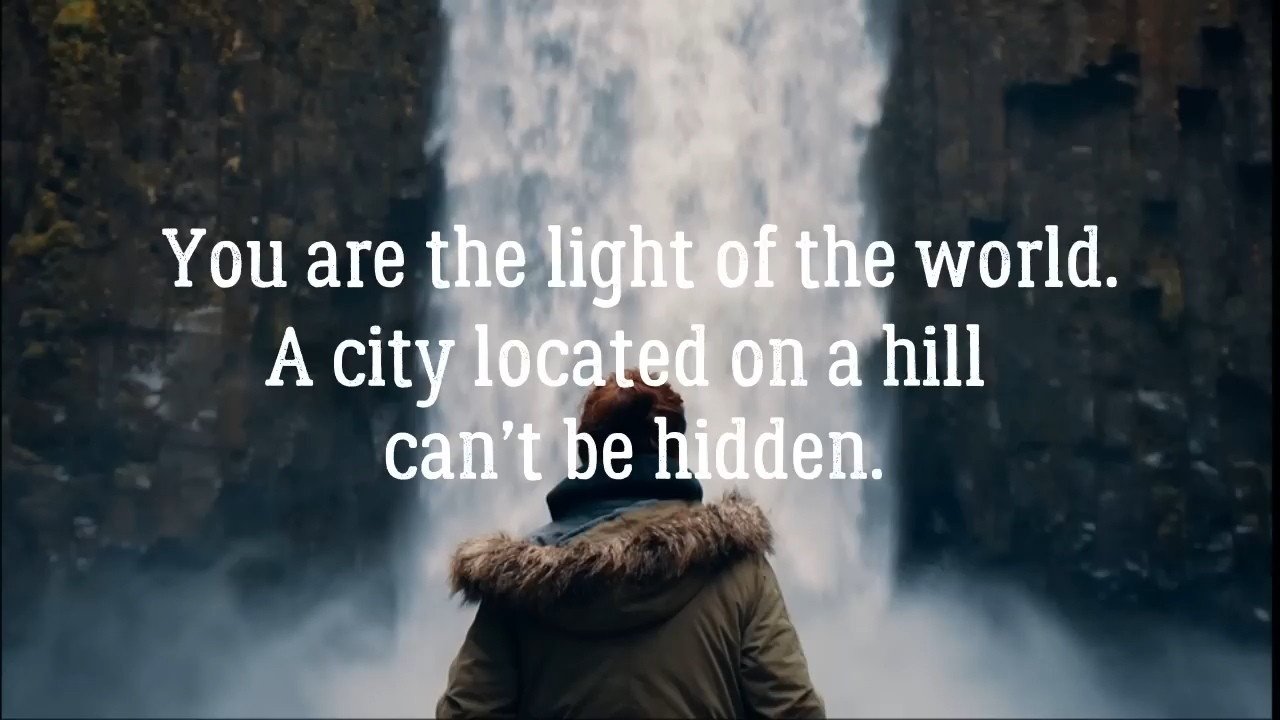 You are the light of the world.
A city located on a hill
can’t be hidden.